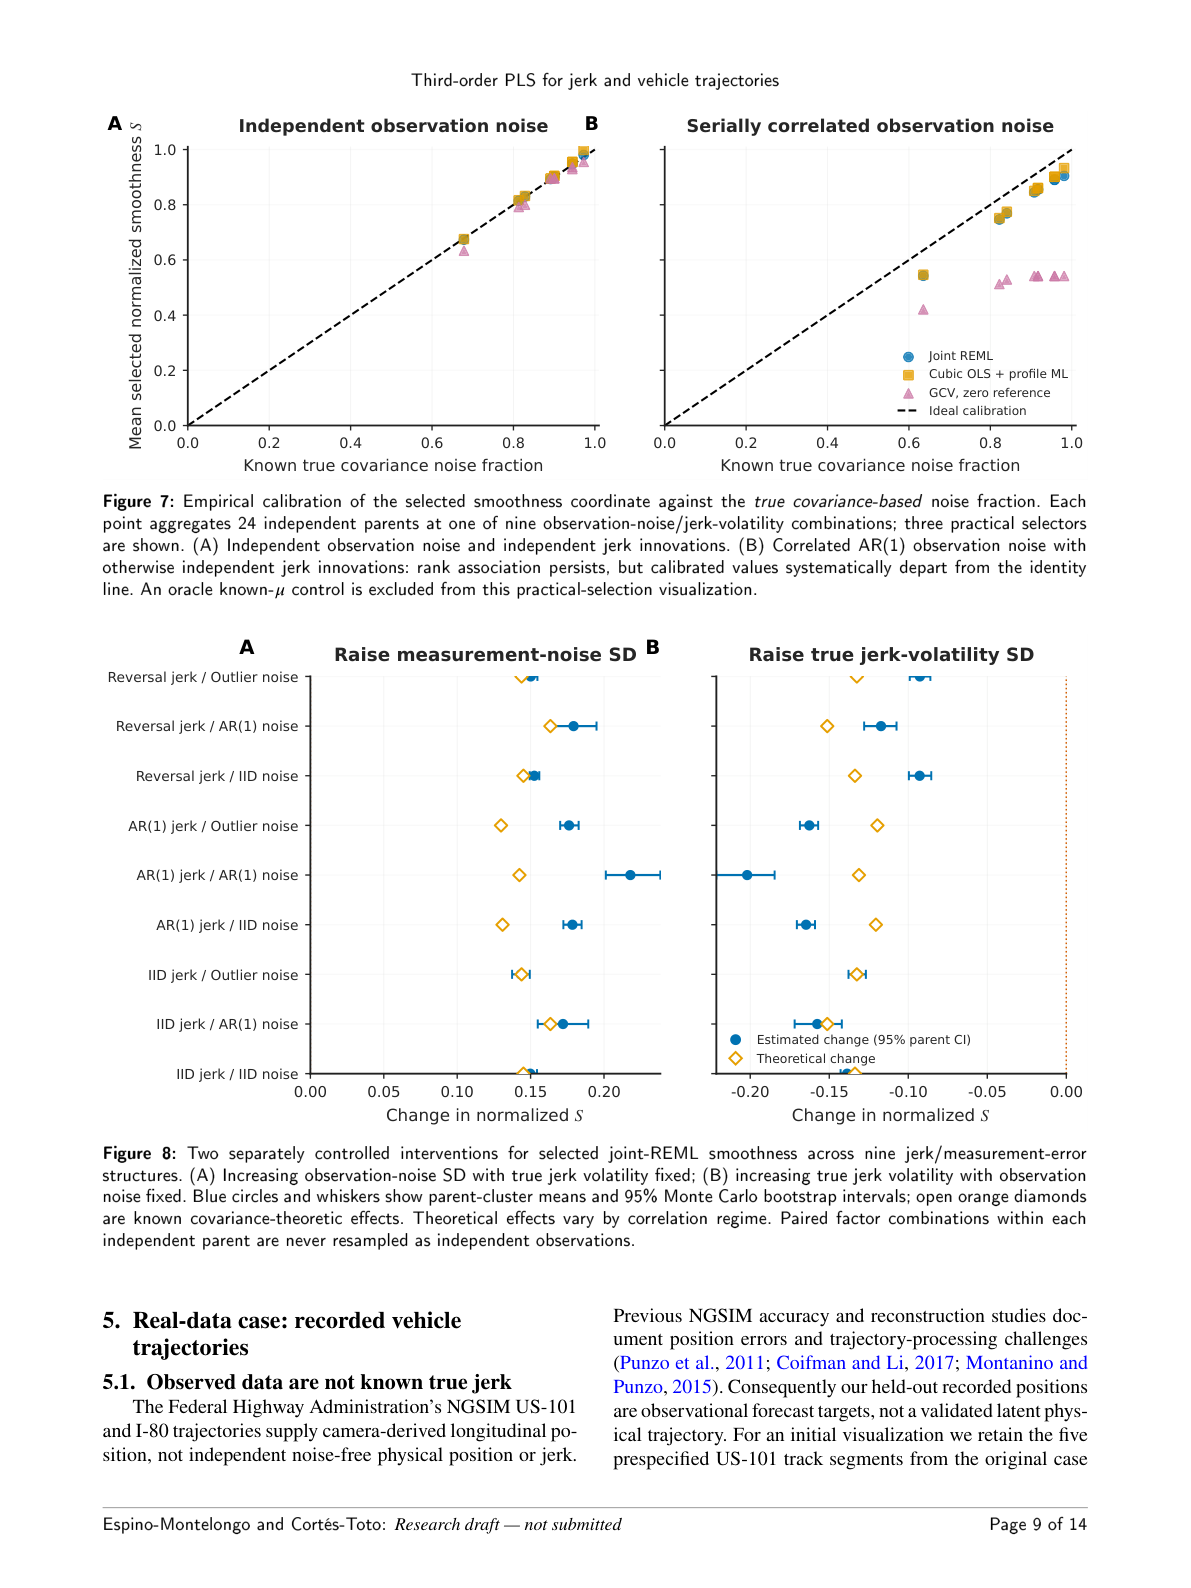 Third-order PLS for jerk and vehicle trajectories
A
Independent observation noise
Mean selected normalized smoothness S
1.0
0.8
0.6
0.4
0.2
0.0
0.0 0.2 0.4 0.6 0.8 1.0
Known true covariance noise fraction
B
Serially correlated observation noise
Joint REML
Cubic OLS + profile ML
GCV, zero reference
Ideal calibration
0.0 0.2 0.4 0.6 0.8 1.0
Known true covariance noise fraction
Figure 7: Empirical calibration of the selected smoothness coordinate against the true covariance-based noise fraction. Each
point aggregates 24 independent parents at one of nine observation-noise/jerk-volatility combinations; three practical selectors
are shown. (A) Independent observation noise and independent jerk innovations. (B) Correlated AR(1) observation noise with
otherwise independent jerk innovations: rank association persists, but calibrated values systematically depart from the identity
line. An oracle known-μ control is excluded from this practical-selection visualization.
A
Raise measurement-noise SD
Reversal jerk / Outlier noise
Reversal jerk / AR(1) noise
Reversal jerk / IID noise
AR(1) jerk / Outlier noise
AR(1) jerk / AR(1) noise
AR(1) jerk / IID noise
IID jerk / Outlier noise
IID jerk / AR(1) noise
IID jerk / IID noise
0.00 0.05 0.10 0.15 0.20
Change in normalized S
B
Raise true jerk-volatility SD
Estimated change (95% parent CI)
Theoretical change
-0.20 -0.15 -0.10 -0.05 0.00
Change in normalized S
Figure 8: Two separately controlled interventions for selected joint-REML smoothness across nine jerk/measurement-error
structures. (A) Increasing observation-noise SD with true jerk volatility fixed; (B) increasing true jerk volatility with observation
noise fixed. Blue circles and whiskers show parent-cluster means and 95% Monte Carlo bootstrap intervals; open orange diamonds
are known covariance-theoretic effects. Theoretical effects vary by correlation regime. Paired factor combinations within each
independent parent are never resampled as independent observations.
5. Real-data case: recorded vehicle
trajectories
5.1. Observed data are not known true jerk
The Federal Highway Administration's NGSIM US-101
and I-80 trajectories supply camera-derived longitudinal po-
sition, not independent noise-free physical position or jerk.
Previous NGSIM accuracy and reconstruction studies doc-
ument position errors and trajectory-processing challenges
(Punzo et al., 2011; Coifman and Li, 2017; Montanino and
Punzo, 2015). Consequently our held-out recorded positions
are observational forecast targets, not a validated latent phys-
ical trajectory. For an initial visualization we retain the five
prespecified US-101 track segments from the original case
Espino-Montelongo and Cortés-Toto: Research draft — not submitted
Page 9 of 14